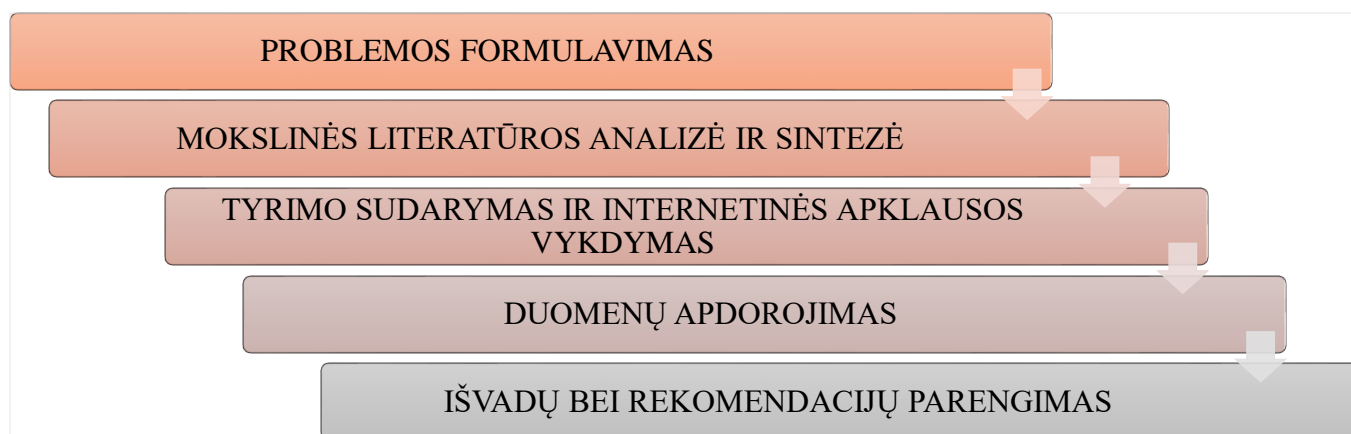 PROBLEMOS FORMULAVIMAS
MOKSLINĖS LITERATŪROS ANALIZĖ IR SINTEZĖ
TYRIMO SUDARYMAS IR INTERNETINĖS APKLAUSOS
VYKDYMAS
DUOMENŲ APDOROJIMAS
IŠVADŲ BEI REKOMENDACIJŲ PARENGIMAS